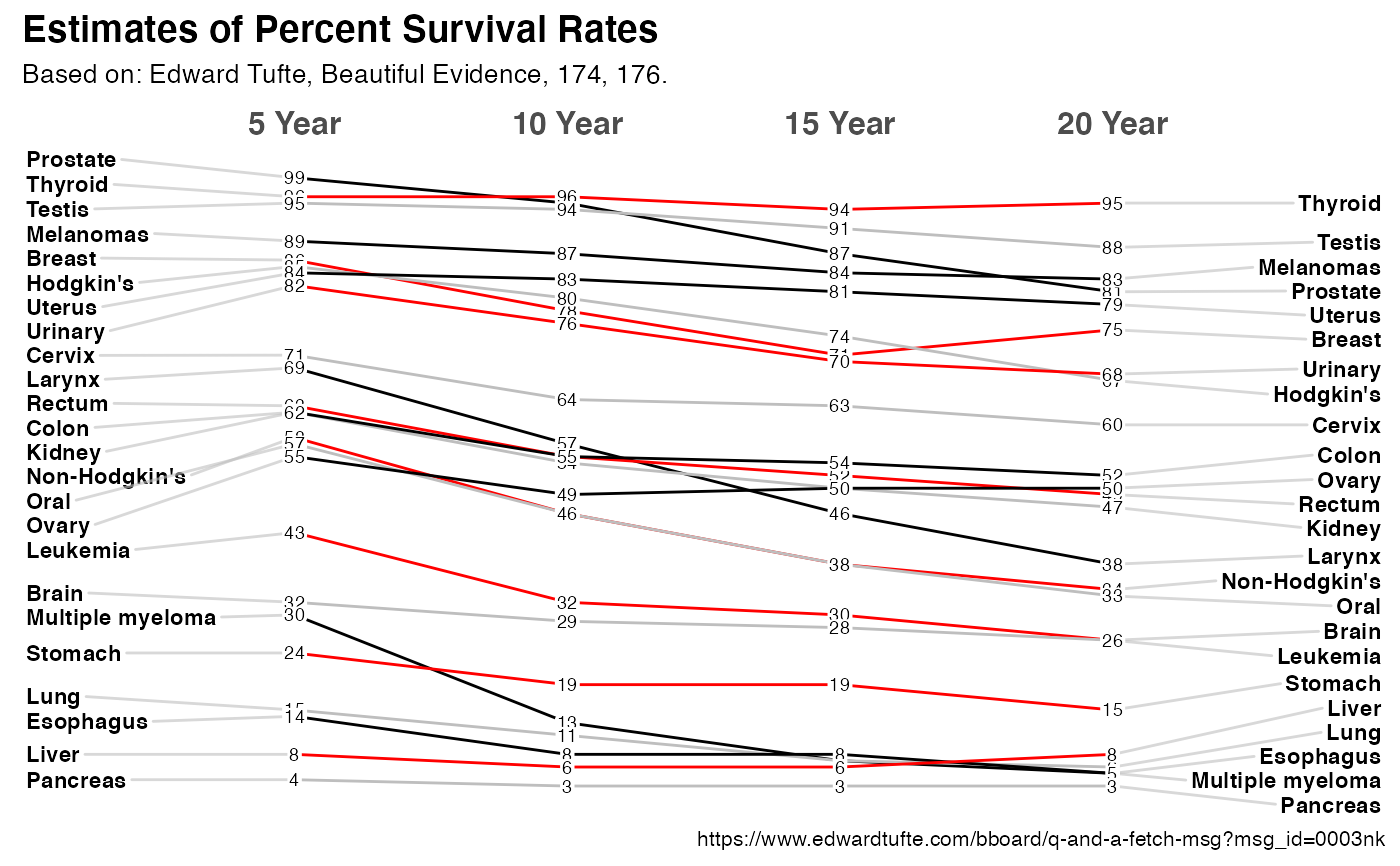 Estimates of Percent Survival Rates
Based on: Edward Tufte, Beautiful Evidence, 174, 176.
5 Year 10 Year 15 Year 20 Year
Prostate
Thyroid
Testis
Melanomas
Breast
Hodgkin's
Uterus
Urinary
Cervix
Larynx
Rectum
Colon
Kidney
Non-Hodgkin's
Oral
Ovary
Leukemia
Brain
Multiple myeloma
Stomach
Lung
Esophagus
Liver
Pancreas
99
95
89
84
82
71
69
62
57
55
43
32
30
24
14
8
4
96
94
87
83
80
78
76
64
57
55
49
46
32
29
19
13
11
8
6
3
94
91
87
84
81
74
70
63
54
50
46
38
30
28
19
8
6
3
95
88
83
81
79
75
68
60
52
50
47
38
33
26
15
8
3
Thyroid
Testis
Melanomas
Prostate
Uterus
Breast
Urinary
Hodgkin's
Cervix
Colon
Ovary
Rectum
Kidney
Larynx
Non-Hodgkin's
Oral
Brain
Leukemia
Stomach
Liver
Lung
Esophagus
Multiple myeloma
Pancreas
https://www.edwardtufte.com/bboard/q-and-a-fetch-msg?msg_id=0003nk